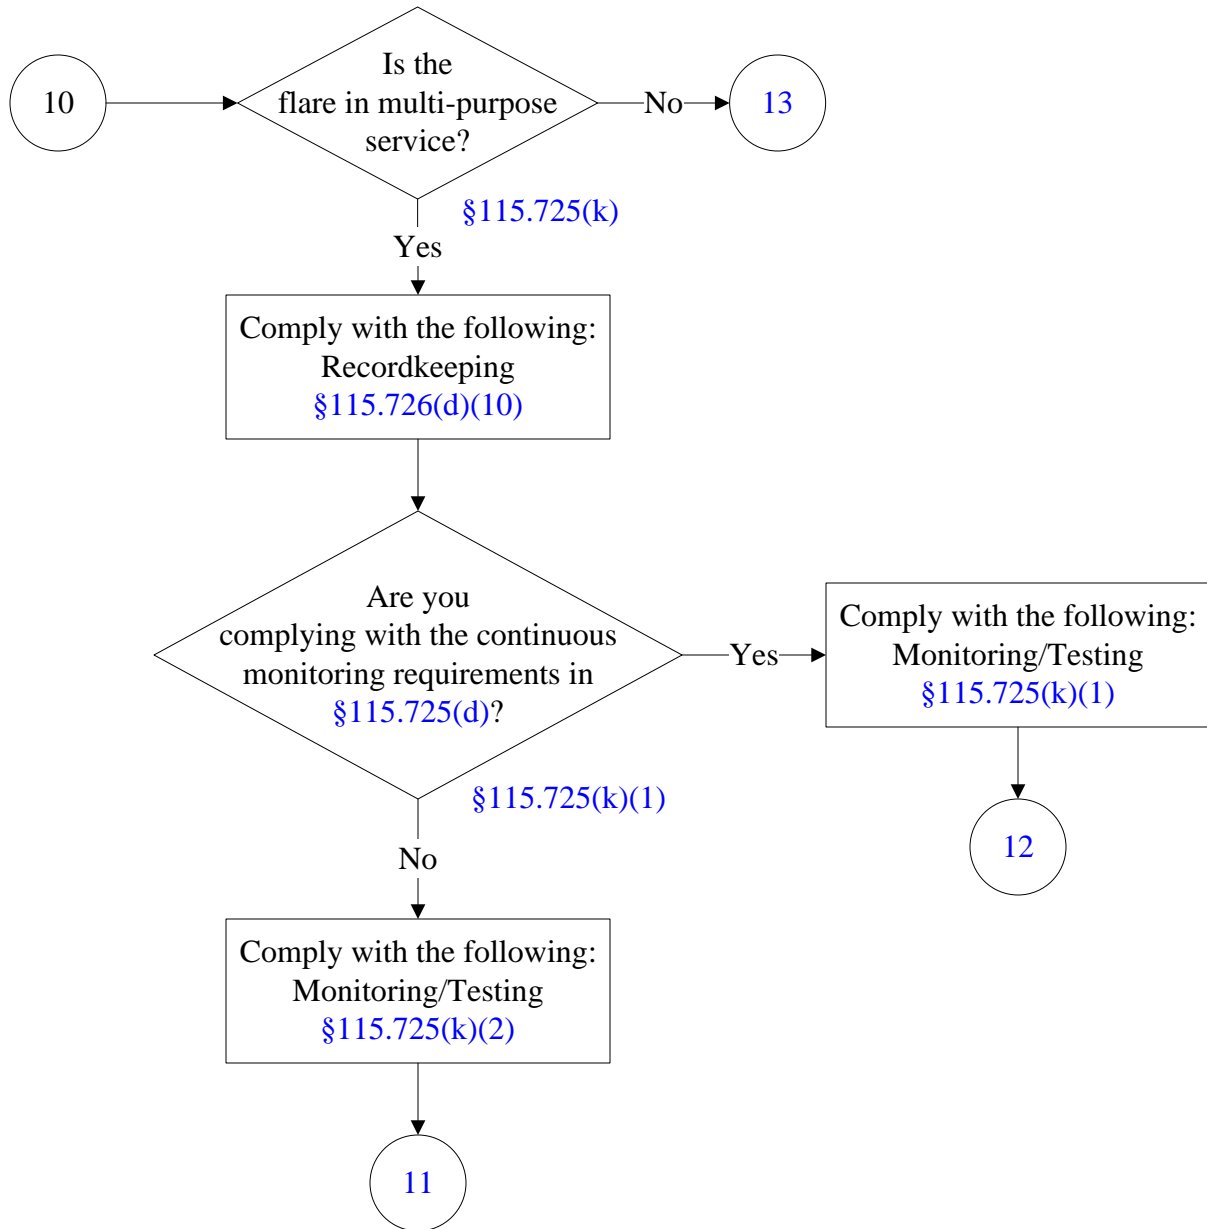 10
Is the
flare in multi-purpose
service?
No
13
§115.725(k)
Yes
Comply with the following:
Recordkeeping
§115.726(d)(10)
Are you
complying with the continuous
monitoring requirements in
§115.725(d)?
Yes
Comply with the following:
Monitoring/Testing
§115.725(k)(1)
12
§115.725(k)(1)
No
Comply with the following:
Monitoring/Testing
§115.725(k)(2)
11